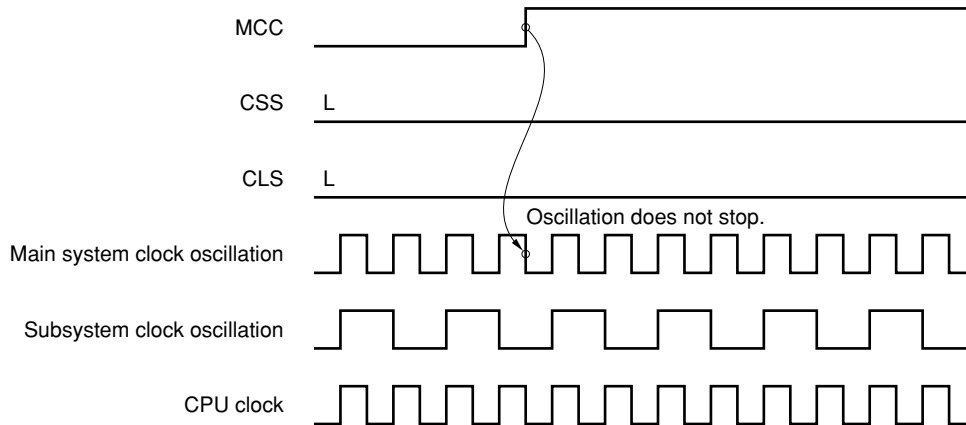 MCC
CSS L
CLS L
Oscillation does not stop.
Main system clock oscillation
Subsystem clock oscillation
CPU clock